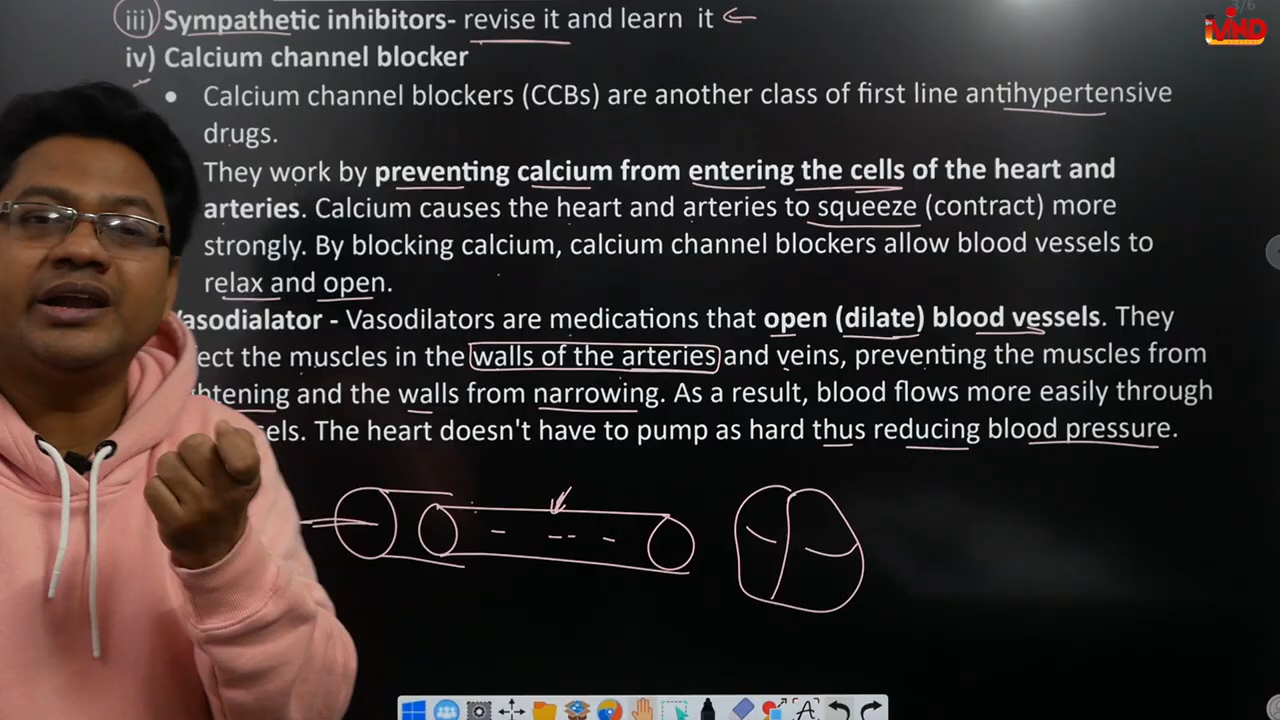 3/6
iii) Sympathetic inhibitors- revise it and learn it
iv) Calcium channel blocker
• Calcium channel blockers (CCBs) are another class of first line antihypertensive
drugs.
They work by preventing calcium from entering the cells of the heart and
arteries. Calcium causes the heart and arteries to squeeze (contract) more
strongly. By blocking calcium, calcium channel blockers allow blood vessels to
relax and open.
asodialator - Vasodilators are medications that open (dilate) blood vessels. They
ect the muscles in the walls of the arteries and veins, preventing the muscles from
htening and the walls from narrowing. As a result, blood flows more easily through
sels. The heart doesn't have to pump as hard thus reducing blood pressure.